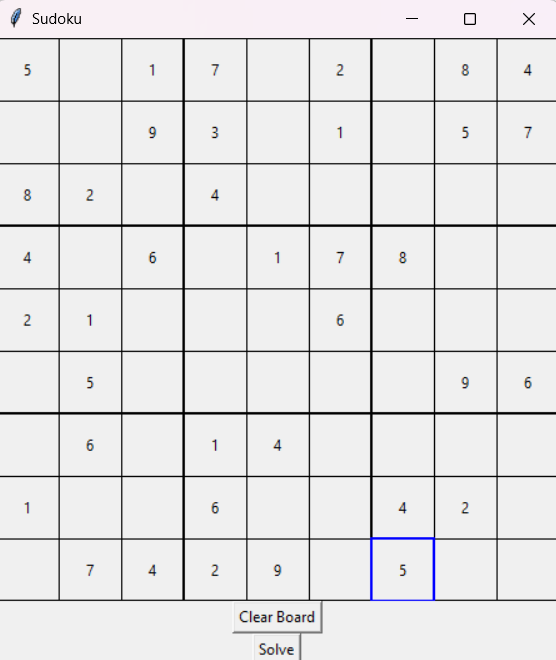 Sudoku
5 1 7 2 8 4
9 3 1 5 7
8 2 4
4 6 1 7 8
2 1 6
5 9 6
6 1 4
1 6 4 2
7 4 2 9 5
Clear Board
Solve